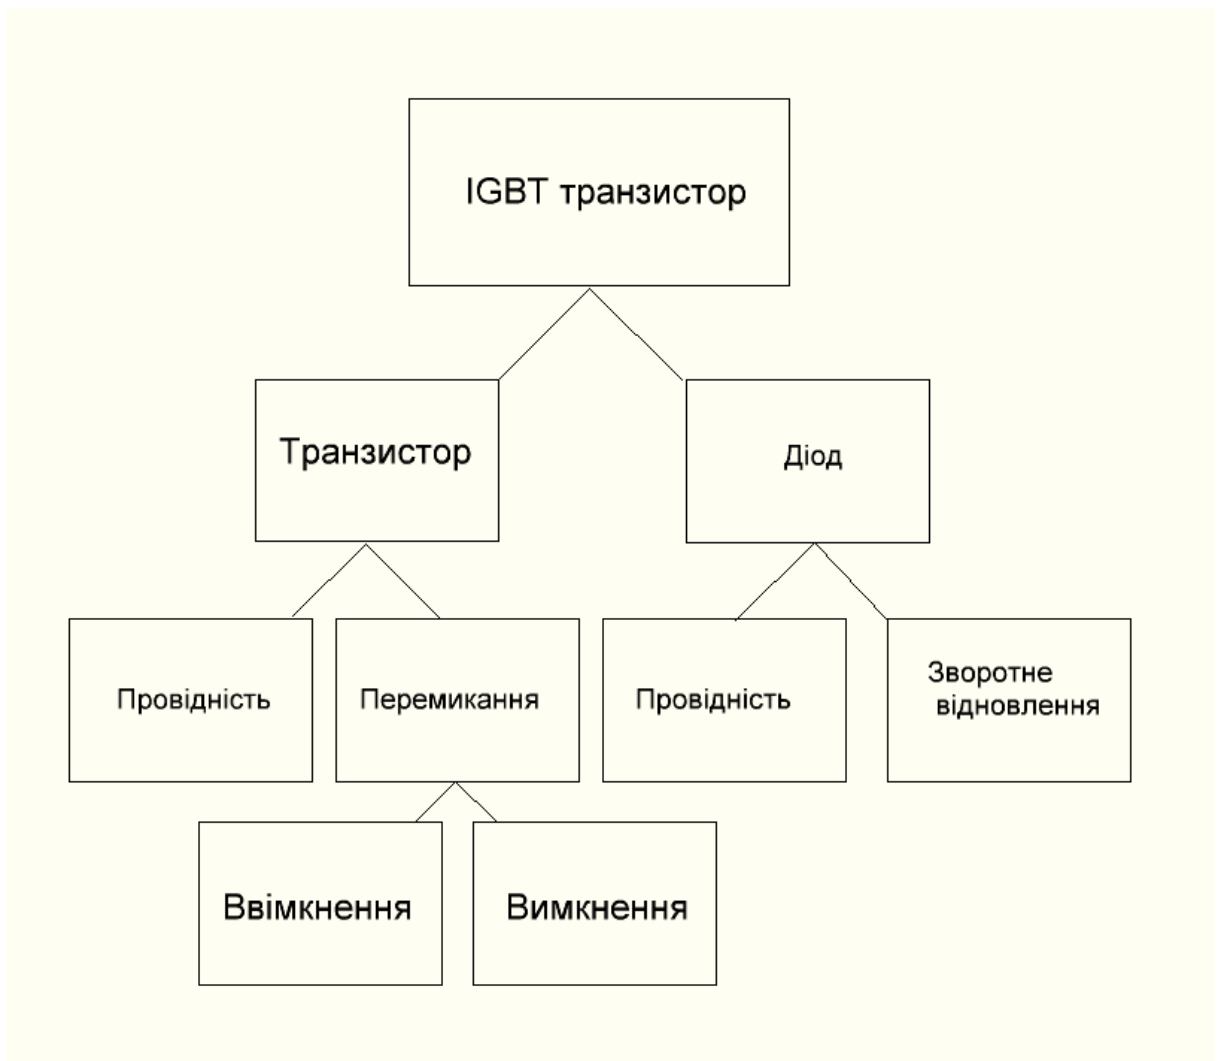 IGBT транзистор
Транзистор
Діод
Провідність
Перемикання
Провідність
Зворотне
відновлення
Ввімкнення
Вимкнення